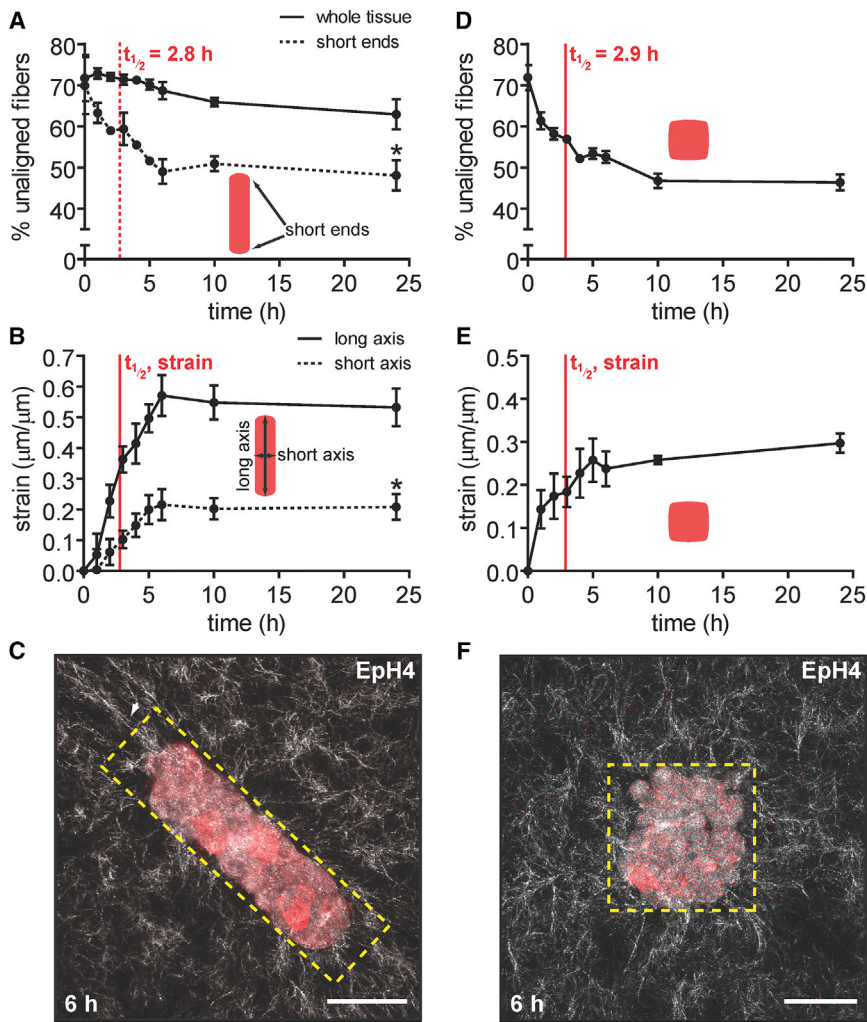 A
whole tissue
short ends
t1/2 = 2.8 h
% unaligned fibers
80
70
60
50
40
0
*
short ends
0 5 10 15 20 25
time (h)
D
t1/2 = 2.9 h
% unaligned fibers
80
70
60
50
40
0
0 5 10 15 20 25
time (h)
B
long axis
short axis
t1/2, strain
strain (μm/μm)
0.7
0.6
0.5
0.4
0.3
0.2
0.1
0.0
long axis
short axis
*
0 5 10 15 20 25
time (h)
E
t1/2, strain
strain (μm/μm)
0.5
0.4
0.3
0.2
0.1
0.0
0 5 10 15 20 25
time (h)
C
EpH4
6 h
F
EpH4
6 h